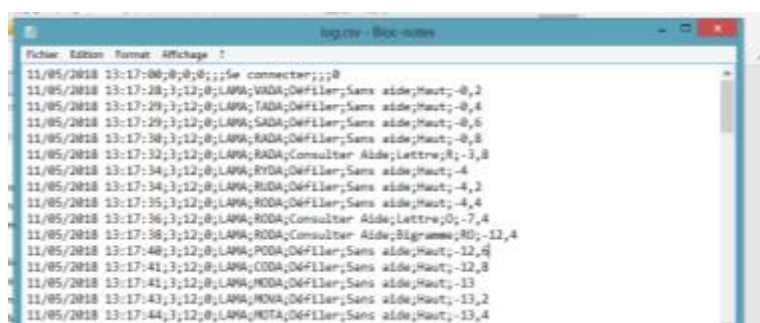 log.csv - Bloc-notes
Fichier Edition Format Affichage ?
11/05/2018 13:17:00;0;0;0;;;Se connecter;;;0
11/05/2018 13:17:28;3;12;0;LAMA;VADA;Défiler;Sans aide;Haut;-0,2
11/05/2018 13:17:29;3;12;0;LAMA;TADA;Défiler;Sans aide;Haut;-0,4
11/05/2018 13:17:29;3;12;0;LAMA;SADA;Défiler;Sans aide;Haut;-0,6
11/05/2018 13:17:30;3;12;0;LAMA;RADA;Défiler;Sans aide;Haut;-0,8
11/05/2018 13:17:32;3;12;0;LAMA;RADA;Consulter Aide;Lettre;R;-3,8
11/05/2018 13:17:34;3;12;0;LAMA;RYDA;Défiler;Sans aide;Haut;-4
11/05/2018 13:17:34;3;12;0;LAMA;RUDA;Défiler;Sans aide;Haut;-4,2
11/05/2018 13:17:35;3;12;0;LAMA;RODA;Défiler;Sans aide;Haut;-4,4
11/05/2018 13:17:36;3;12;0;LAMA;RODA;Consulter Aide;Lettre;O;-7,4
11/05/2018 13:17:38;3;12;0;LAMA;RODA;Consulter Aide;Bigramme;RO;-12,4
11/05/2018 13:17:40;3;12;0;LAMA;PODA;Défiler;Sans aide;Haut;-12,6
11/05/2018 13:17:41;3;12;0;LAMA;CODA;Défiler;Sans aide;Haut;-12,8
11/05/2018 13:17:41;3;12;0;LAMA;MODA;Défiler;Sans aide;Haut;-13
11/05/2018 13:17:43;3;12;0;LAMA;MOVA;Défiler;Sans aide;Haut;-13,2
11/05/2018 13:17:44;3;12;0;LAMA;MOTA;Défiler;Sans aide;Haut;-13,4